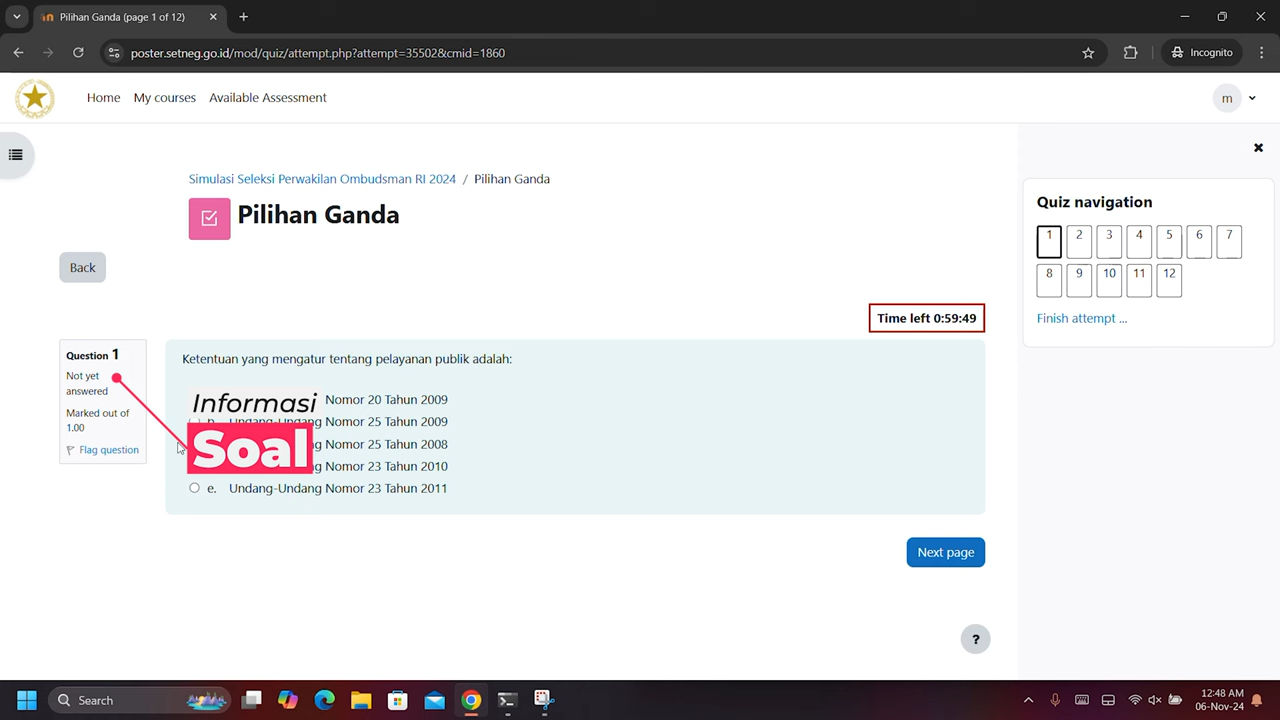 Pilihan Ganda (page 1 of 12)
poster.setneg.go.id/mod/quiz/attempt.php?attempt=35502&cmid=1860
Incognito
Home
My courses
Available Assessment
m
Simulasi Seleksi Perwakilan Ombudsman RI 2024 / Pilihan Ganda
Pilihan Ganda
Back
Time left 0:59:49
Question 1
Not yet
answered
Marked out of
1.00
Flag question
Ketentuan yang mengatur tentang pelayanan publik adalah:
Informasi
Soal
Nomor 20 Tahun 2009
b. Undang-Undang Nomor 25 Tahun 2009
Nomor 25 Tahun 2008
Nomor 23 Tahun 2010
e. Undang-Undang Nomor 23 Tahun 2011
Next page
Quiz navigation
1 2 3 4 5 6 7
8 9 10 11 12
Finish attempt ...
?
Search
12:48 AM
06-Nov-24